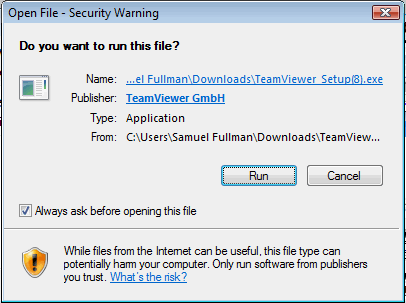 Open File - Security Warning
Do you want to run this file?
Name: ...el Fullman\Downloads\TeamViewer_Setup(8).exe
Publisher: TeamViewer GmbH
Type: Application
From: C:\Users\Samuel Fullman\Downloads\TeamView...
Run Cancel
Always ask before opening this file
While files from the Internet can be useful, this file type can
potentially harm your computer. Only run software from publishers
you trust. What's the risk?